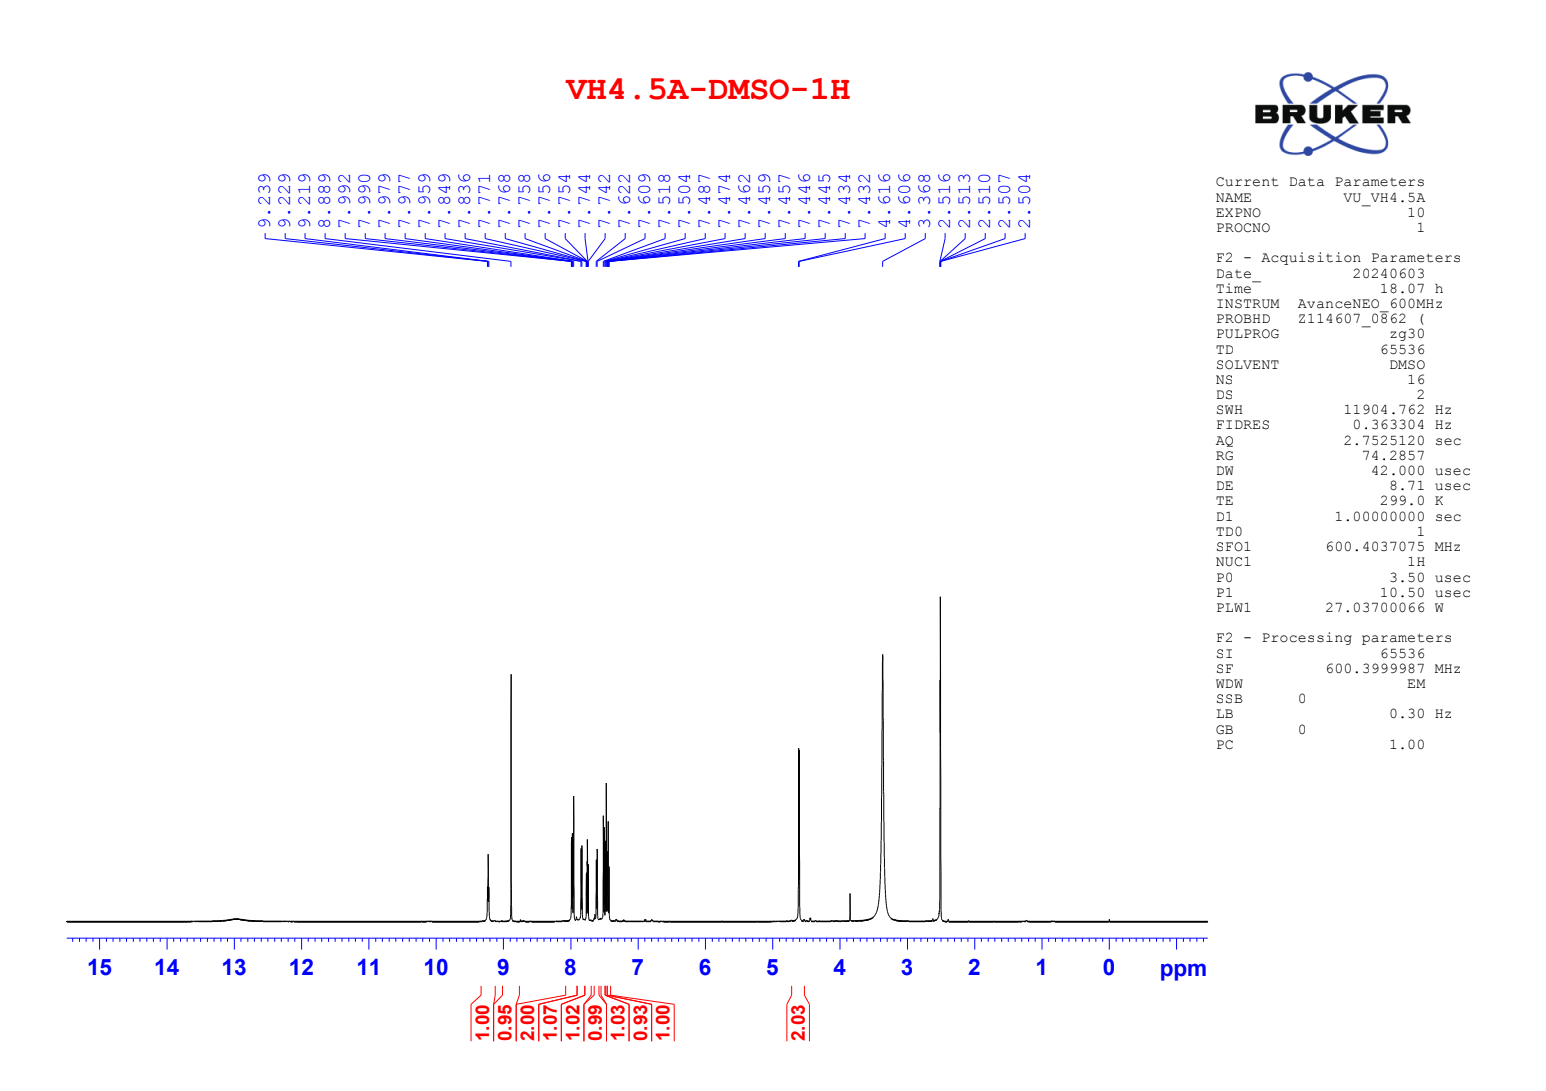 VH4.5A-DMSO-1H
BRUKER
9.239
9.229
9.219
8.889
7.992
7.990
7.979
7.977
7.959
7.849
7.836
7.771
7.768
7.758
7.756
7.754
7.744
7.742
7.622
7.609
7.518
7.504
7.487
7.474
7.462
7.459
7.457
7.446
7.445
7.434
7.432
4.616
4.606
3.368
2.516
2.513
2.510
2.507
2.504
Current Data Parameters
NAME VU_VH4.5A
EXPNO 10
PROCNO 1
F2 - Acquisition Parameters
Date_ 20240603
Time 18.07 h
INSTRUM AvanceNEO_600MHz
PROBHD Z114607_0862 (
PULPROG zg30
TD 65536
SOLVENT DMSO
NS 16
DS 2
SWH 11904.762 Hz
FIDRES 0.363304 Hz
AQ 2.7525120 sec
RG 74.2857
DW 42.000 usec
DE 8.71 usec
TE 299.0 K
D1 1.00000000 sec
TD0 1
SFO1 600.4037075 MHz
NUC1 1H
P0 3.50 usec
P1 10.50 usec
PLW1 27.03700066 W
F2 - Processing parameters
SI 65536
SF 600.3999987 MHz
WDW EM
SSB 0
LB 0.30 Hz
GB 0
PC 1.00
15 14 13 12 11 10 9 8 7 6 5 4 3 2 1 0 ppm
1.00
0.95
2.00
1.07
1.02
0.99
1.03
0.93
1.00
2.03